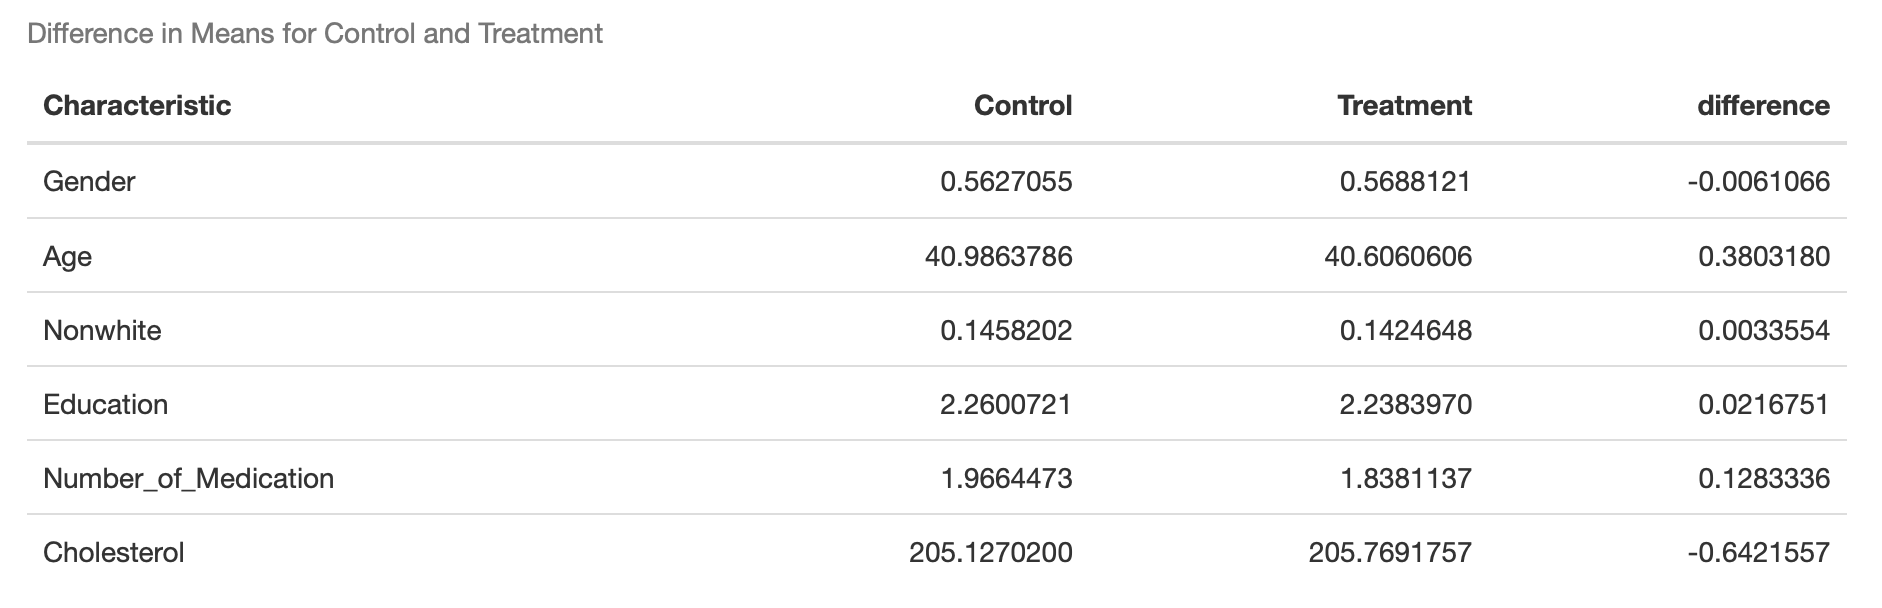 Difference in Means for Control and Treatment
Characteristic Control Treatment difference
Gender 0.5627055 0.5688121 -0.0061066
Age 40.9863786 40.6060606 0.3803180
Nonwhite 0.1458202 0.1424648 0.0033554
Education 2.2600721 2.2383970 0.0216751
Number_of_Medication 1.9664473 1.8381137 0.1283336
Cholesterol 205.1270200 205.7691757 -0.6421557